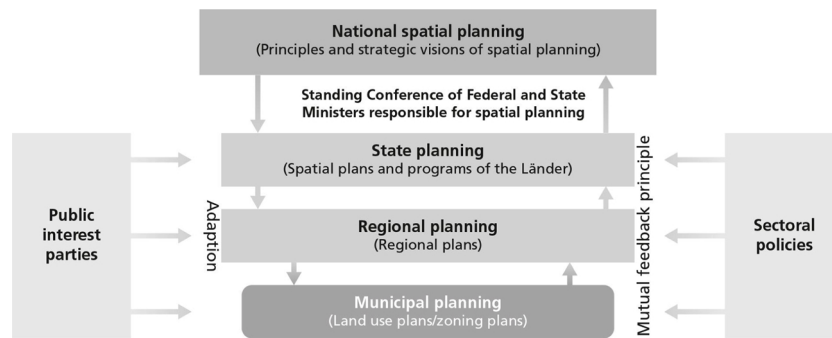 National spatial planning
(Principles and strategic visions of spatial planning)
Standing Conference of Federal and State
Ministers responsible for spatial planning
State planning
(Spatial plans and programs of the Länder)
Public
interest
parties
Adaption
Regional planning
(Regional plans)
Mutual feedback principle
Sectoral
policies
Municipal planning
(Land use plans/zoning plans)